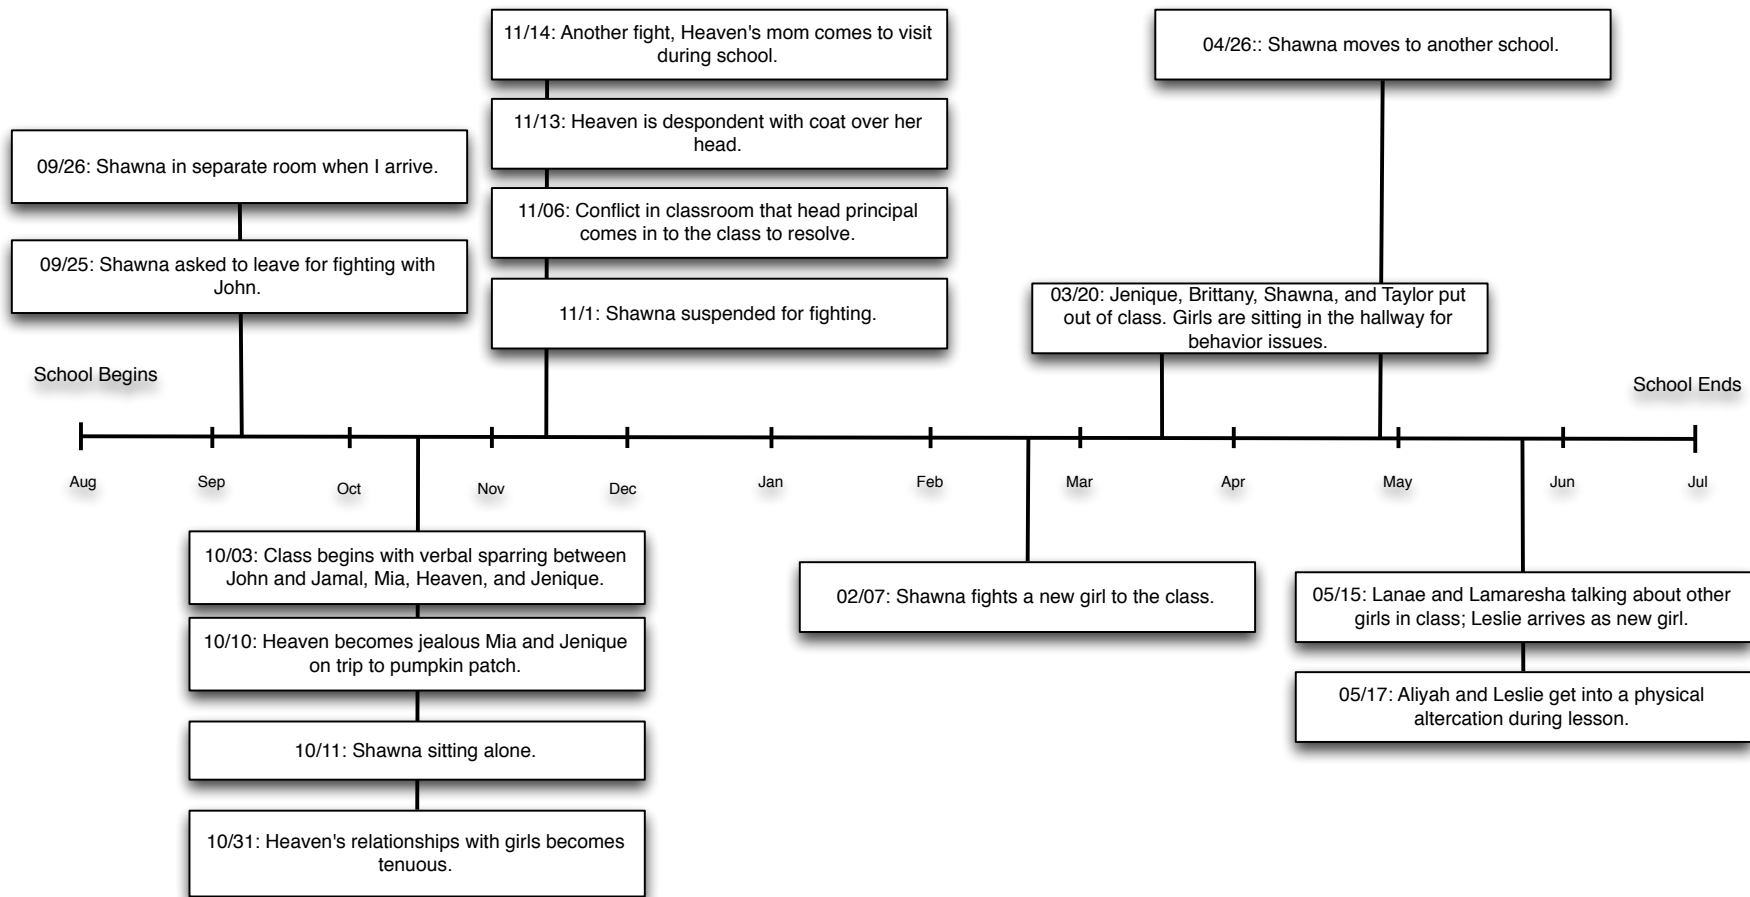 11/14: Another fight, Heaven's mom comes to visit
during school.
04/26:: Shawna moves to another school.
11/13: Heaven is despondent with coat over her
head.
09/26: Shawna in separate room when I arrive.
11/06: Conflict in classroom that head principal
comes in to the class to resolve.
09/25: Shawna asked to leave for fighting with
John.
11/1: Shawna suspended for fighting.
03/20: Jenique, Brittany, Shawna, and Taylor put
out of class. Girls are sitting in the hallway for
behavior issues.
School Begins
School Ends
Aug
Sep
Oct
Nov
Dec
Jan
Feb
Mar
Apr
May
Jun
Jul
10/03: Class begins with verbal sparring between
John and Jamal, Mia, Heaven, and Jenique.
10/10: Heaven becomes jealous Mia and Jenique
on trip to pumpkin patch.
10/11: Shawna sitting alone.
10/31: Heaven's relationships with girls becomes
tenuous.
02/07: Shawna fights a new girl to the class.
05/15: Lanae and Lamaresha talking about other
girls in class; Leslie arrives as new girl.
05/17: Aliyah and Leslie get into a physical
altercation during lesson.